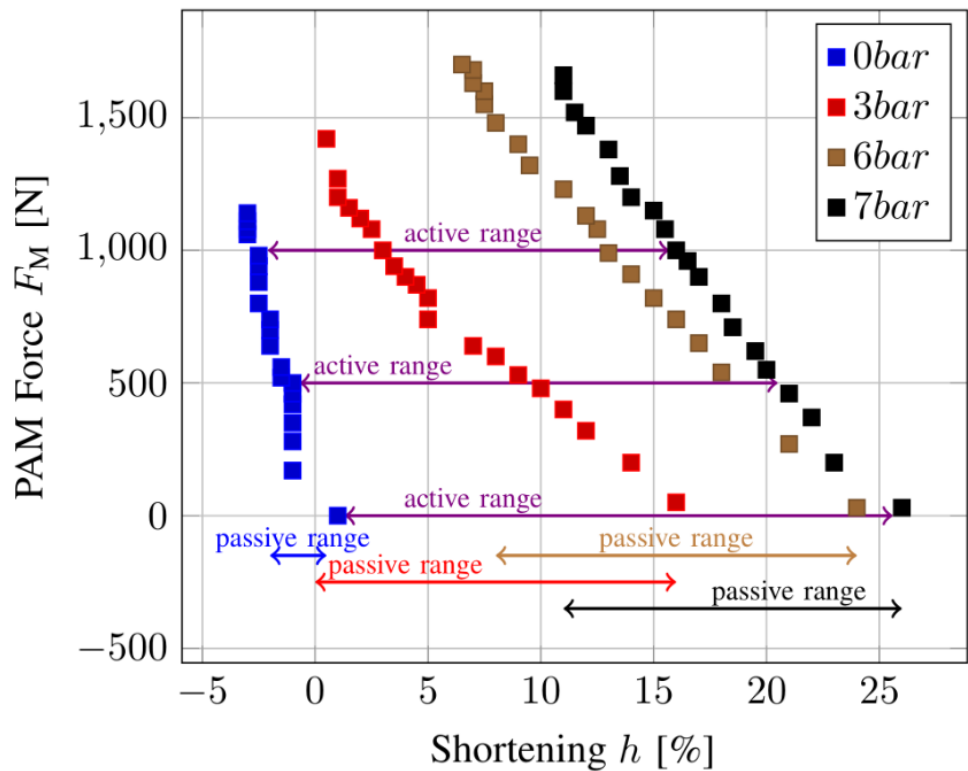 0bar
3bar
6bar
7bar
PAM Force F_M [N]
1,500
1,000
500
0
−500
active range
active range
active range
passive range
passive range
passive range
passive range
−5 0 5 10 15 20 25
Shortening h [%]